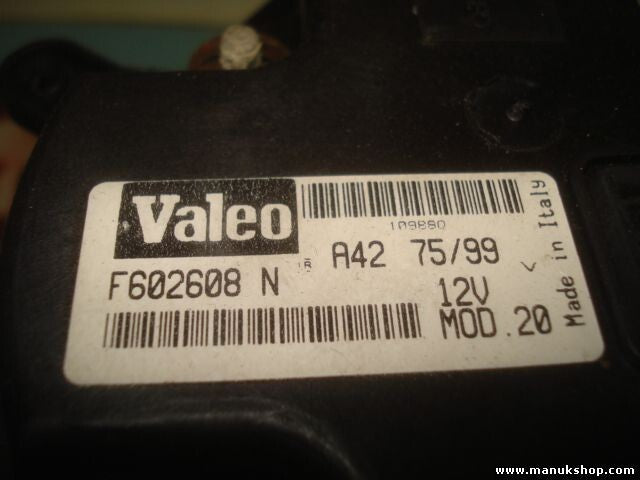 Valeo
109880
A42 75/99
F602608 N
12V
MOD.20
Made in Italy
www.manukshop.com